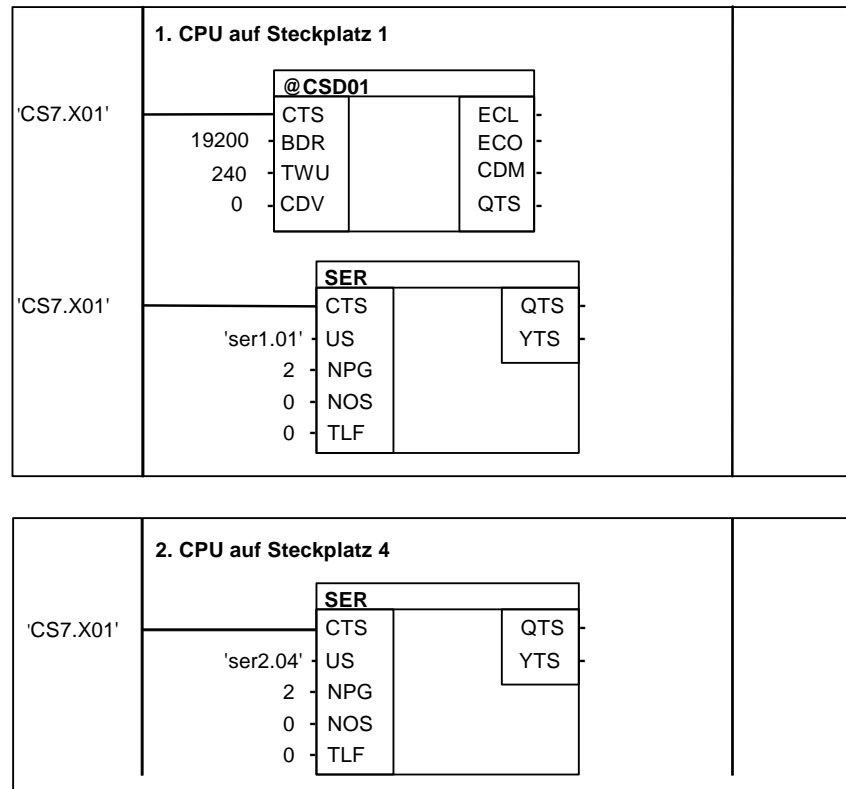 1. CPU auf Steckplatz 1
@CSD01
'CS7.X01' CTS ECL
19200 BDR ECO
240 TWU CDM
0 CDV QTS
SER
'CS7.X01' CTS QTS
'ser1.01' US YTS
2 NPG
0 NOS
0 TLF
2. CPU auf Steckplatz 4
SER
'CS7.X01' CTS QTS
'ser2.04' US YTS
2 NPG
0 NOS
0 TLF